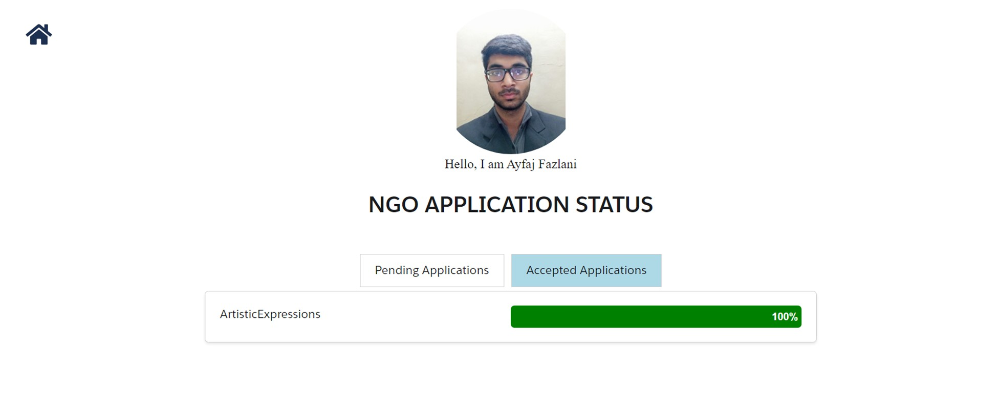 Hello, I am Ayfaj Fazlani
NGO APPLICATION STATUS
Pending Applications
Accepted Applications
ArtisticExpressions
100%